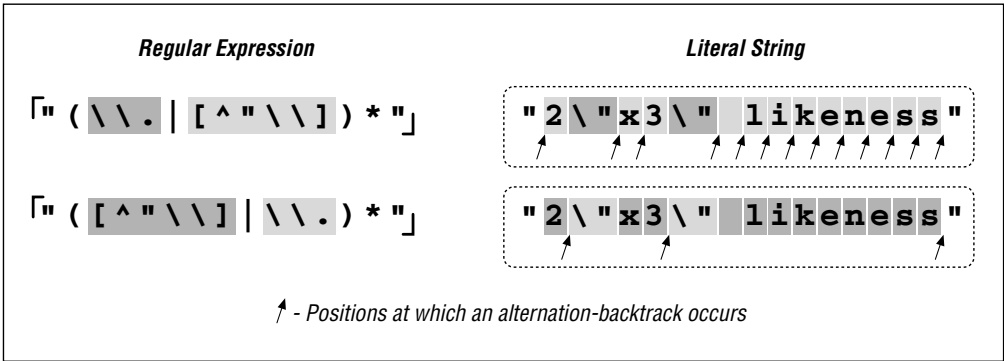 Regular Expression Literal String
⌈"(\\.|[^"\\])*"⌋ "2\"x3\" likeness"
⌈"([^"\\]|\\.)*"⌋ "2\"x3\" likeness"
- Positions at which an alternation-backtrack occurs